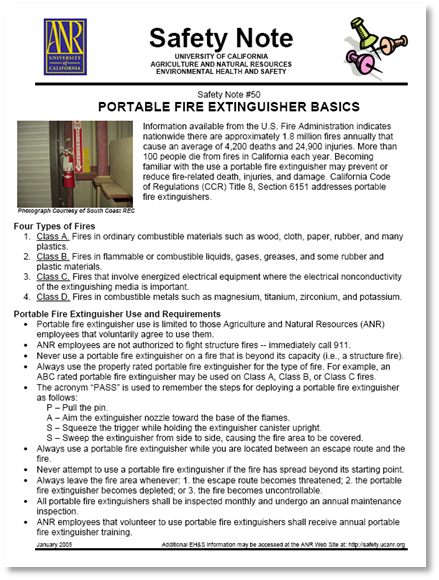 ANR
UNIVERSITY
of
CALIFORNIA
Safety Note
UNIVERSITY OF CALIFORNIA
AGRICULTURE AND NATURAL RESOURCES
ENVIRONMENTAL HEALTH AND SAFETY
Safety Note #50
PORTABLE FIRE EXTINGUISHER BASICS
Information available from the U.S. Fire Administration indicates
nationwide there are approximately 1.8 million fires annually that
cause an average of 4,200 deaths and 24,900 injuries. More than
100 people die from fires in California each year. Becoming
familiar with the use a portable fire extinguisher may prevent or
reduce fire-related death, injuries, and damage. California Code
of Regulations (CCR) Title 8, Section 6151 addresses portable
fire extinguishers.
Photograph Courtesy of South Coast REC
Four Types of Fires
1. Class A. Fires in ordinary combustible materials such as wood, cloth, paper, rubber, and many
plastics.
2. Class B. Fires in flammable or combustible liquids, gases, greases, and some rubber and
plastic materials.
3. Class C. Fires that involve energized electrical equipment where the electrical nonconductivity
of the extinguishing media is important.
4. Class D. Fires in combustible metals such as magnesium, titanium, zirconium, and potassium.
Portable Fire Extinguisher Use and Requirements
• Portable fire extinguisher use is limited to those Agriculture and Natural Resources (ANR)
employees that voluntarily agree to use them.
• ANR employees are not authorized to fight structure fires -- immediately call 911.
• Never use a portable fire extinguisher on a fire that is beyond its capacity (i.e., a structure fire).
• Always use the properly rated portable fire extinguisher for the type of fire. For example, an
ABC rated portable fire extinguisher may be used on Class A, Class B, or Class C fires.
• The acronym “PASS” is used to remember the steps for deploying a portable fire extinguisher
as follows:
P – Pull the pin.
A – Aim the extinguisher nozzle toward the base of the flames.
S – Squeeze the trigger while holding the extinguisher canister upright.
S – Sweep the extinguisher from side to side, causing the fire area to be covered.
• Always use a portable fire extinguisher while you are located between an escape route and the
fire.
• Never attempt to use a portable fire extinguisher if the fire has spread beyond its starting point.
• Always leave the fire area whenever: 1. the escape route becomes threatened; 2. the portable
fire extinguisher becomes depleted; or 3. the fire becomes uncontrollable.
• All portable fire extinguishers shall be inspected monthly and undergo an annual maintenance
inspection.
• ANR employees that volunteer to use portable fire extinguishers shall receive annual portable
fire extinguisher training.
January 2005 Additional EH&S Information may be accessed at the ANR Web Site at: http://safety.ucanr.org